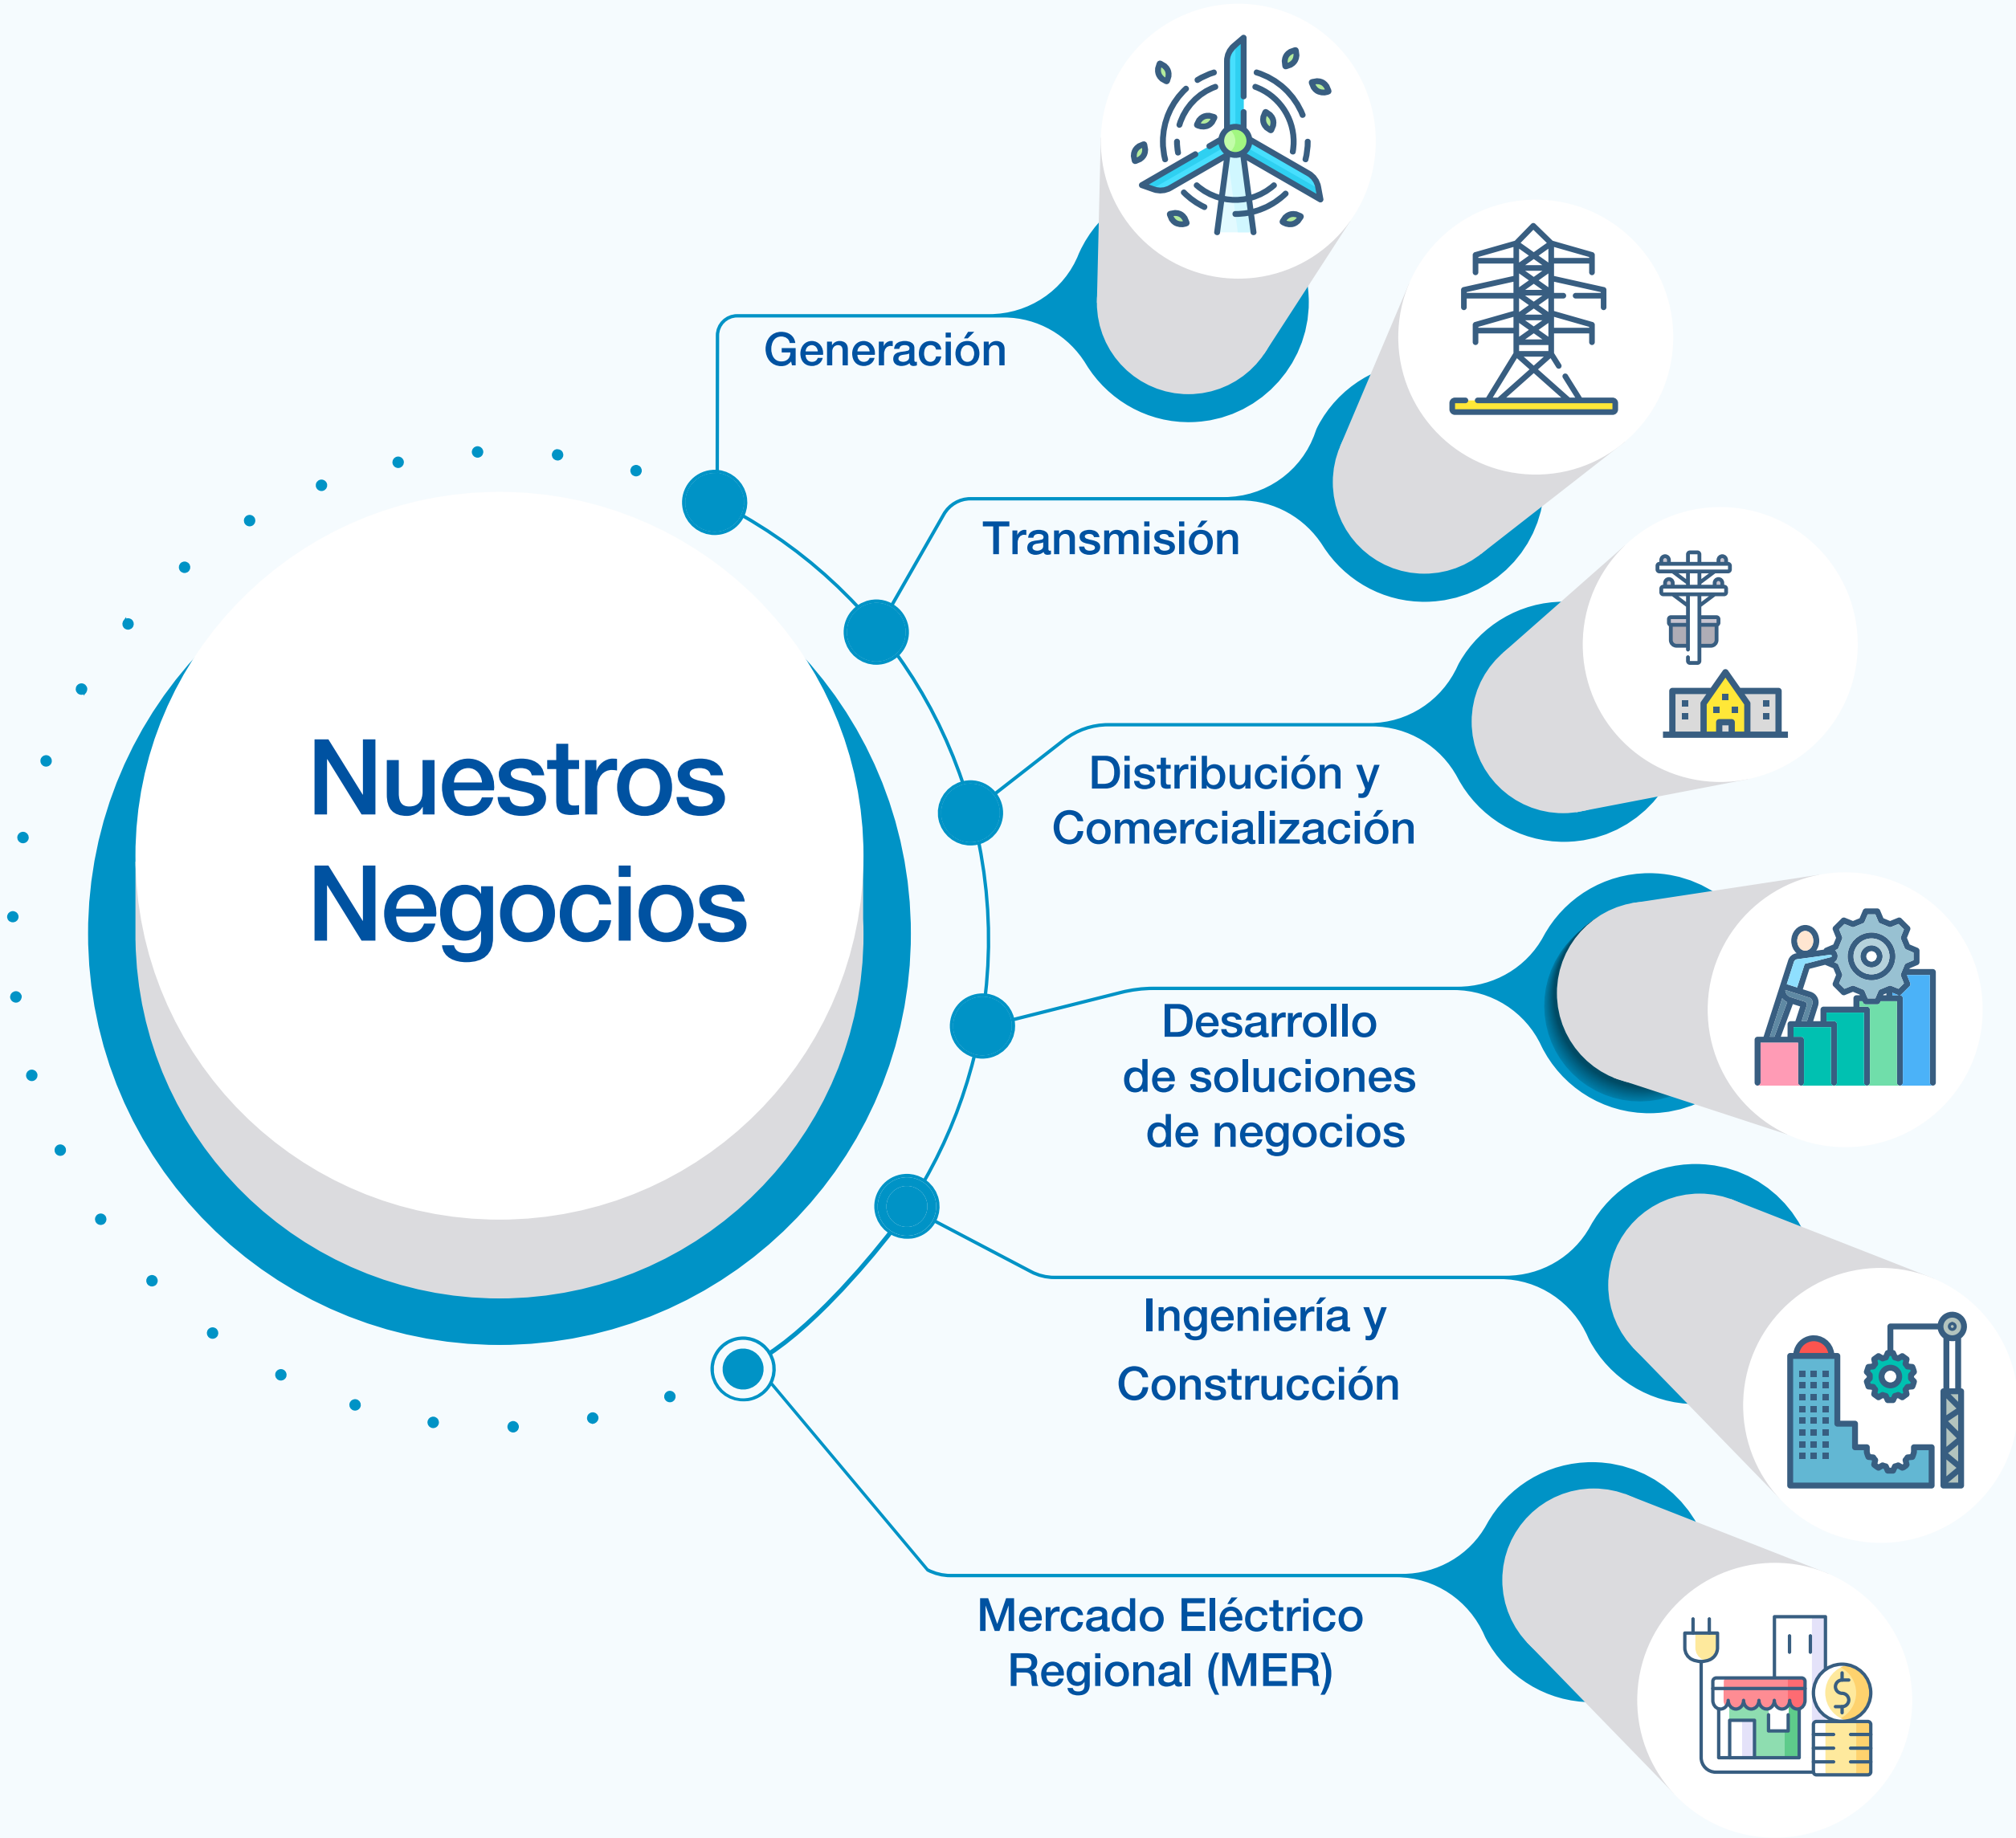 Nuestros
Negocios
Generación
Transmisión
Distribución y
Comercialización
Desarrollo
de soluciones
de negocios
Ingeniería y
Construcción
Mercado Eléctrico
Regional (MER)
$